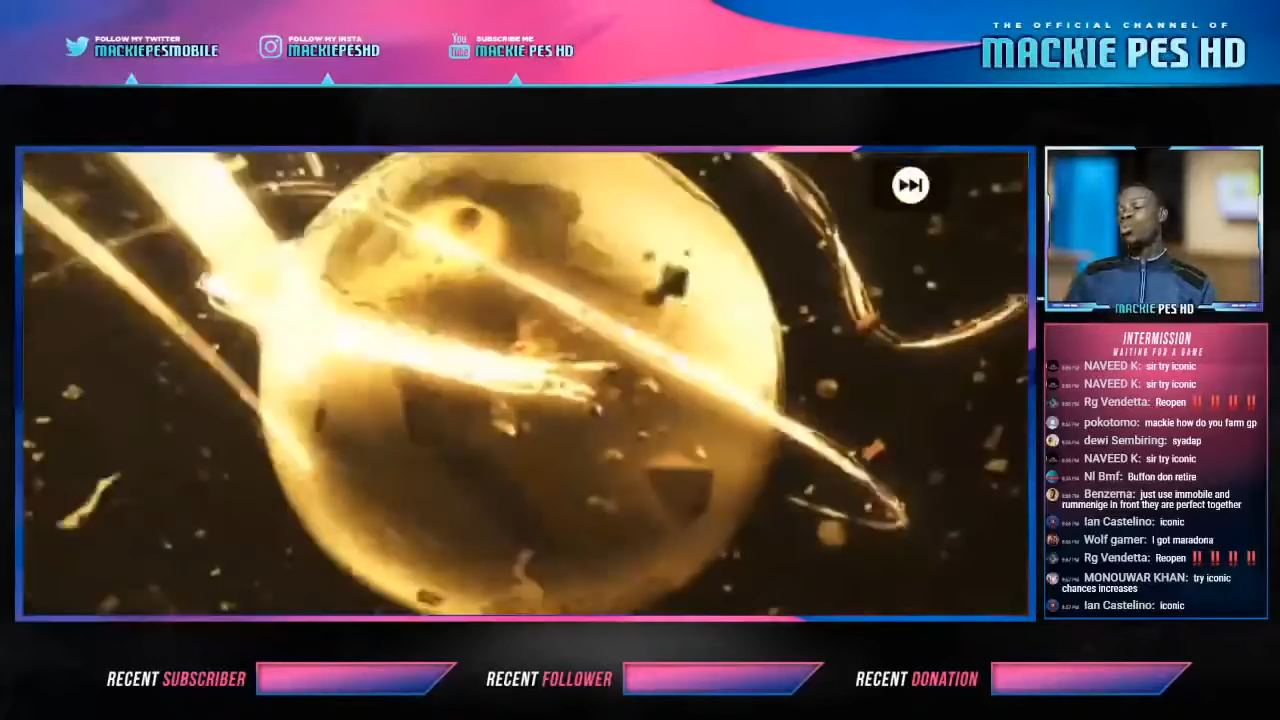 FOLLOW MY TWITTER
MACKIEPESMOBILE
FOLLOW MY INSTA
MACKIEPESHD
You
Tube
SUBSCRIBE ME
MACKIE PES HD
THE OFFICIAL CHANNEL OF
MACKIE PES HD
MACKIE PES HD
INTERMISSION
WAITING FOR A GAME
NAVEED K: sir try iconic
NAVEED K: sir try iconic
Rg Vendetta: Reopen ‼️ ‼️ ‼️ ‼️
pokotomo: mackie how do you farm gp
dewi Sembiring: syadap
NAVEED K: sir try iconic
Nl Bmf: Buffon don retire
Benzema: just use immobile and
rummenige in front they are perfect together
Ian Castelino: iconic
Wolf gamer: I got maradona
Rg Vendetta: Reopen ‼️ ‼️ ‼️ ‼️
MONOUWAR KHAN: try iconic
chances increases
Ian Castelino: iconic
RECENT SUBSCRIBER
RECENT FOLLOWER
RECENT DONATION